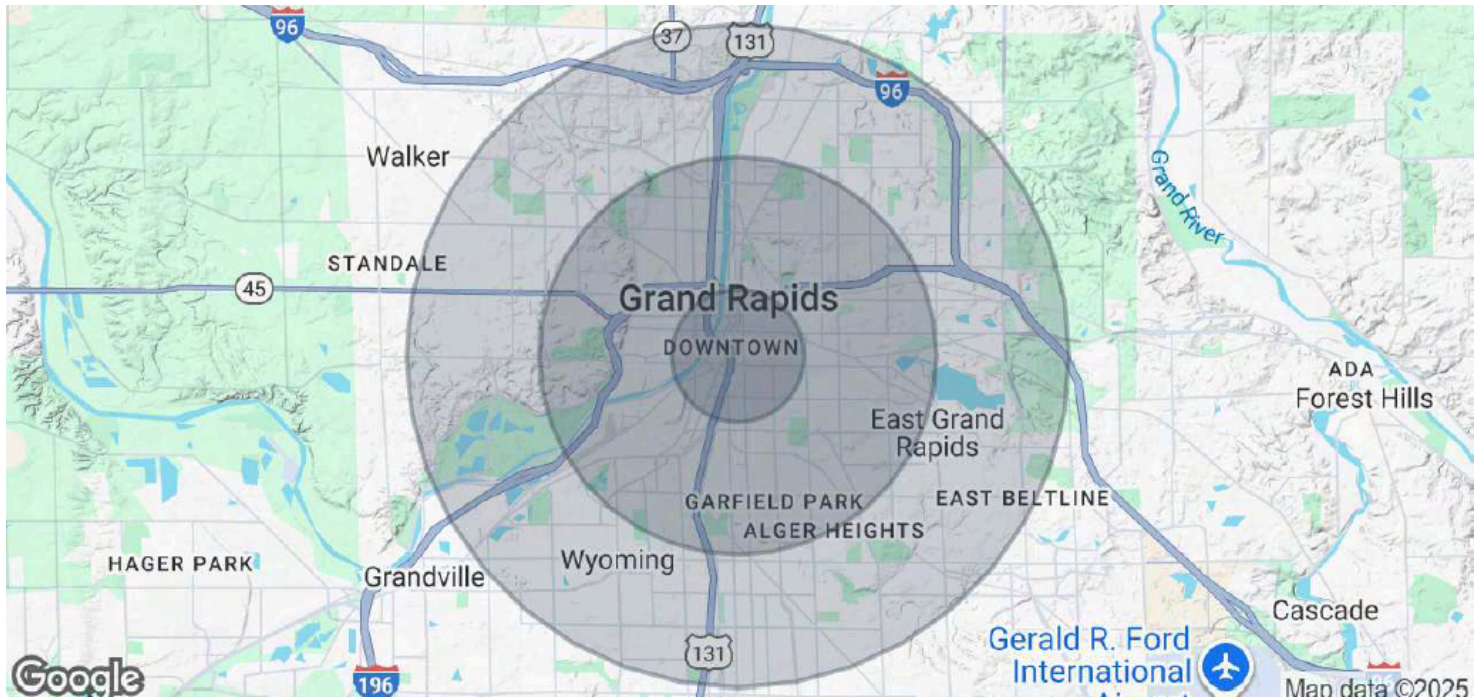 96
37
131
96
Walker
Grand River
STANDALE
45
Grand Rapids
DOWNTOWN
ADA
Forest Hills
East Grand
Rapids
GARFIELD PARK
EAST BELTLINE
ALGER HEIGHTS
HAGER PARK
Wyoming
Grandville
Cascade
131
Gerald R. Ford
International
Google
196
Map data ©2025